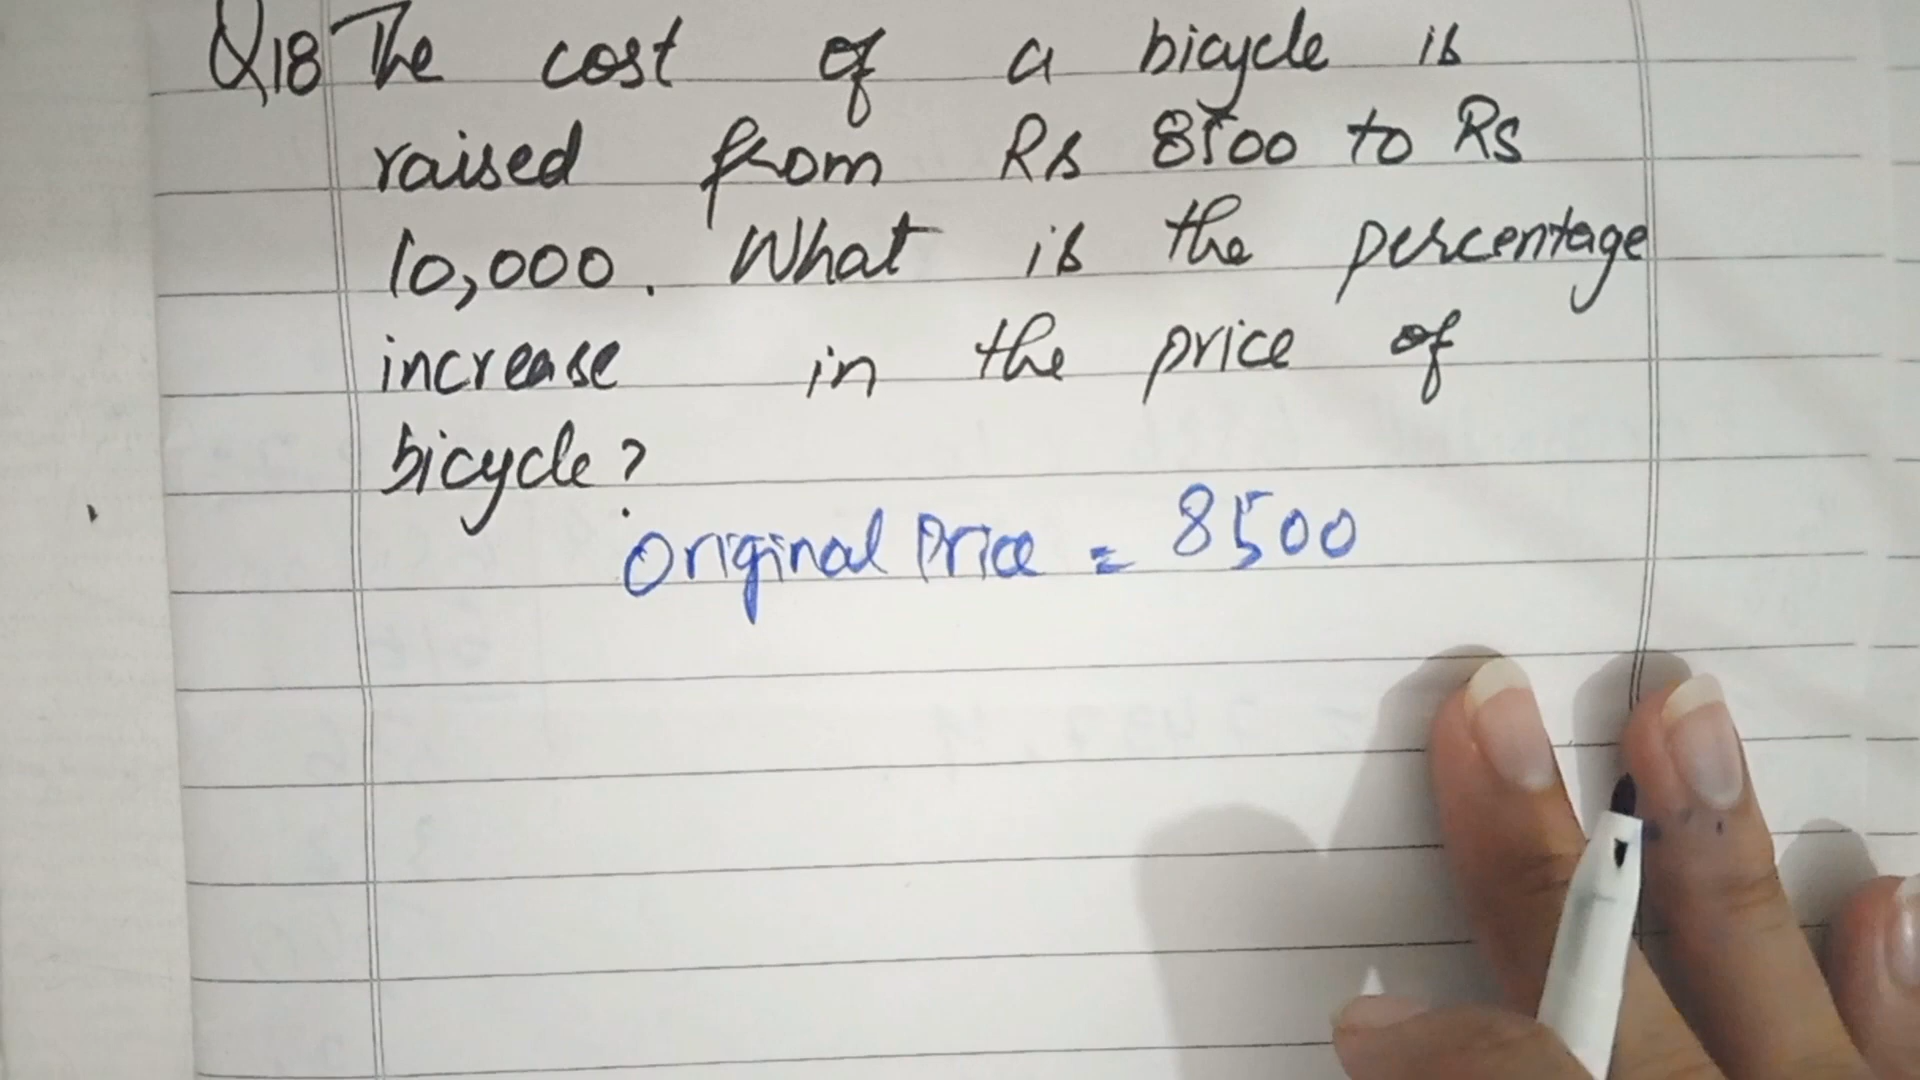 Q18 The cost of a bicycle is
raised from Rs 8500 to Rs
10,000. What is the percentage
increase in the price of
bicycle?
Original Price = 8500